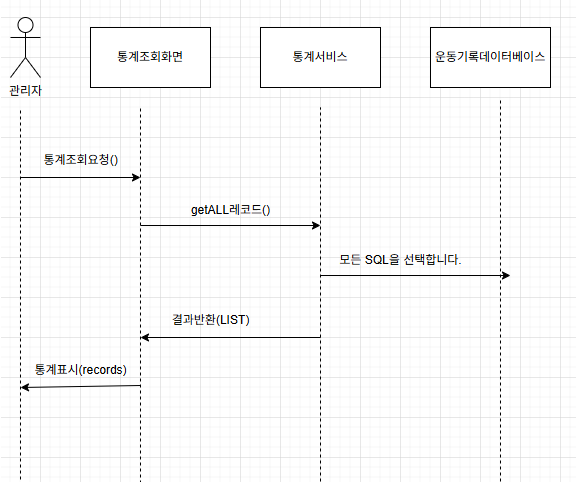 관리자
통계조회화면
통계서비스
운동기록데이터베이스
통계조회요청()
getALL레코드()
모든 SQL을 선택합니다.
결과반환(LIST)
통계표시(records)